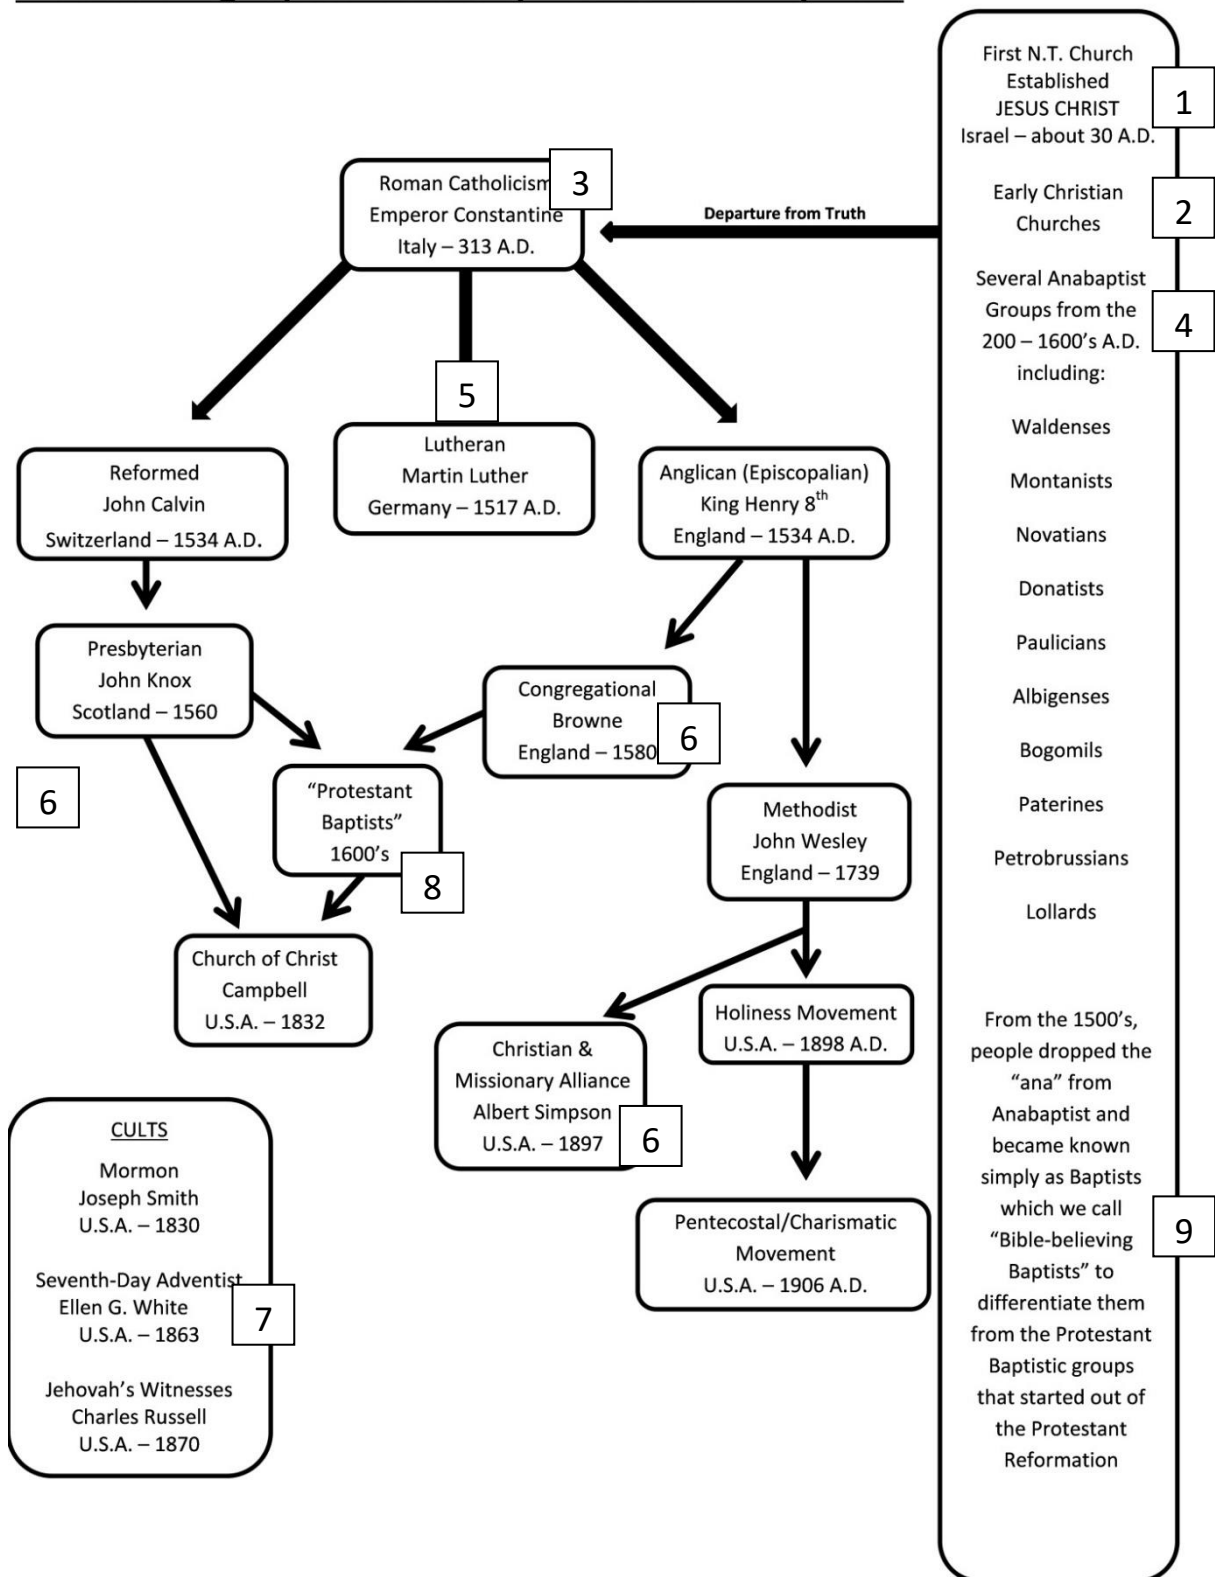 First N.T. Church
Established
JESUS CHRIST
Israel – about 30 A.D.
1
Early Christian
Churches
2
Several Anabaptist
Groups from the
200 – 1600's A.D.
including:
4
Waldenses
Montanists
Novatians
Donatists
Paulicians
Albigenses
Bogomils
Paterines
Petrobrussians
Lollards
From the 1500's,
people dropped the
"ana" from
Anabaptist and
became known
simply as Baptists
which we call
"Bible-believing
Baptists" to
differentiate them
from the Protestant
Baptistic groups
that started out of
the Protestant
Reformation
9
Departure from Truth
Roman Catholicism
Emperor Constantine
Italy – 313 A.D.
3
5
Reformed
John Calvin
Switzerland – 1534 A.D.
Lutheran
Martin Luther
Germany – 1517 A.D.
Anglican (Episcopalian)
King Henry 8th
England – 1534 A.D.
Presbyterian
John Knox
Scotland – 1560
6
Congregational
Browne
England – 1580
6
"Protestant
Baptists"
1600's
8
Methodist
John Wesley
England – 1739
Church of Christ
Campbell
U.S.A. – 1832
Christian &
Missionary Alliance
Albert Simpson
U.S.A. – 1897
6
Holiness Movement
U.S.A. – 1898 A.D.
Pentecostal/Charismatic
Movement
U.S.A. – 1906 A.D.
CULTS
Mormon
Joseph Smith
U.S.A. – 1830
Seventh-Day Adventist
Ellen G. White
U.S.A. – 1863
7
Jehovah's Witnesses
Charles Russell
U.S.A. – 1870